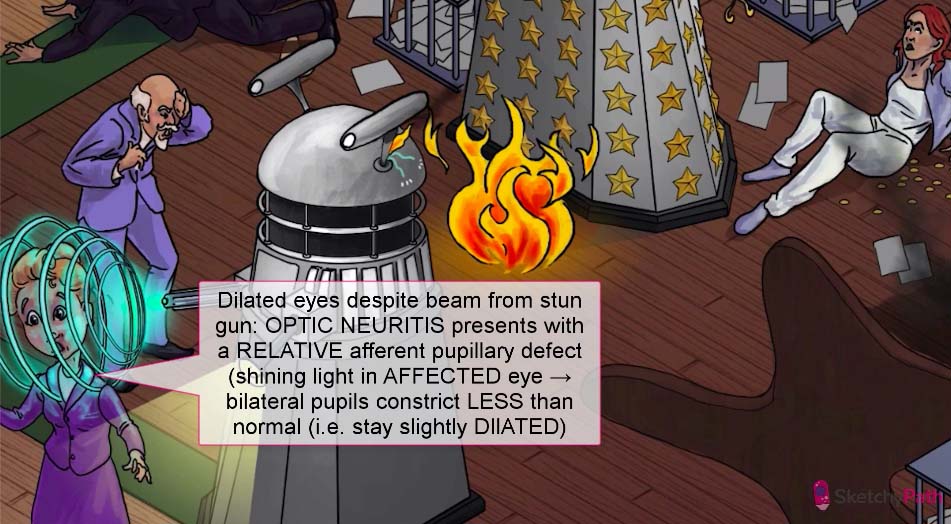 Dilated eyes despite beam from stun
gun: OPTIC NEURITIS presents with
a RELATIVE afferent pupillary defect
(shining light in AFFECTED eye →
bilateral pupils constrict LESS than
normal (i.e. stay slightly DIlATED)
SketchyPath